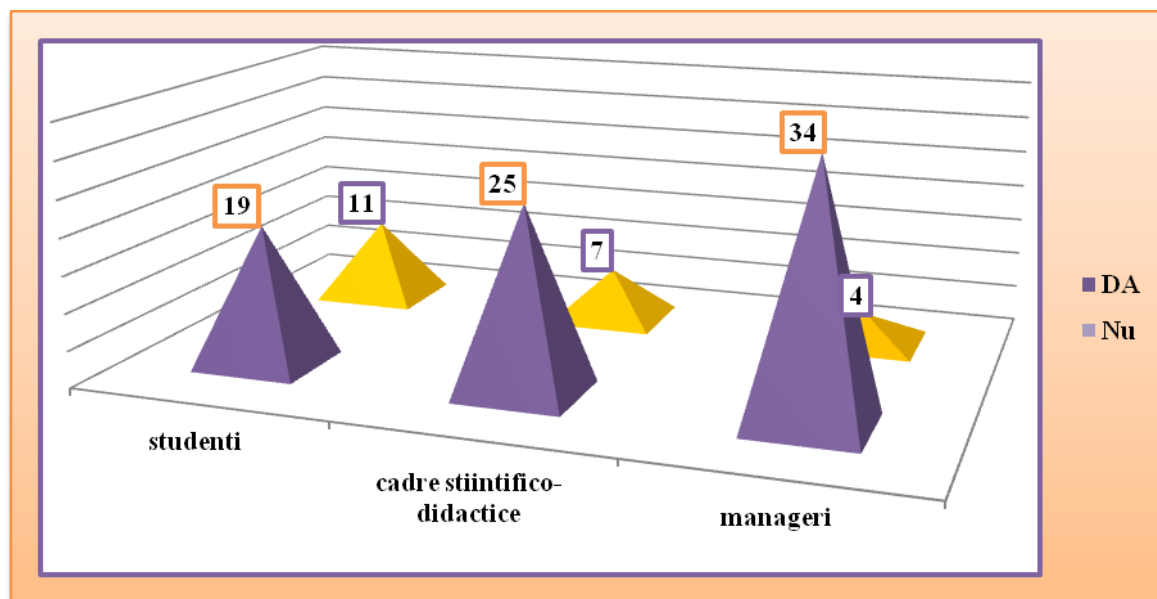 34
25
19
11
7
4
DA
Nu
studenti
cadre stiintifico-
didactice
manageri